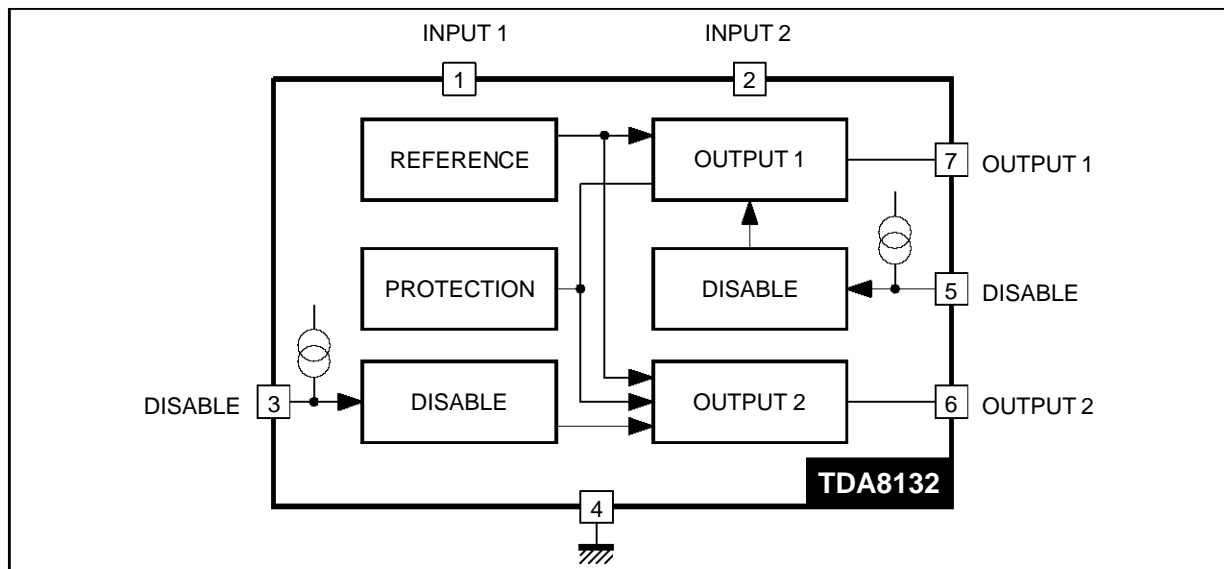 INPUT 1 INPUT 2
1 2
REFERENCE OUTPUT 1
7 OUTPUT 1
PROTECTION DISABLE
5 DISABLE
DISABLE 3 DISABLE OUTPUT 2
6 OUTPUT 2
TDA8132
4